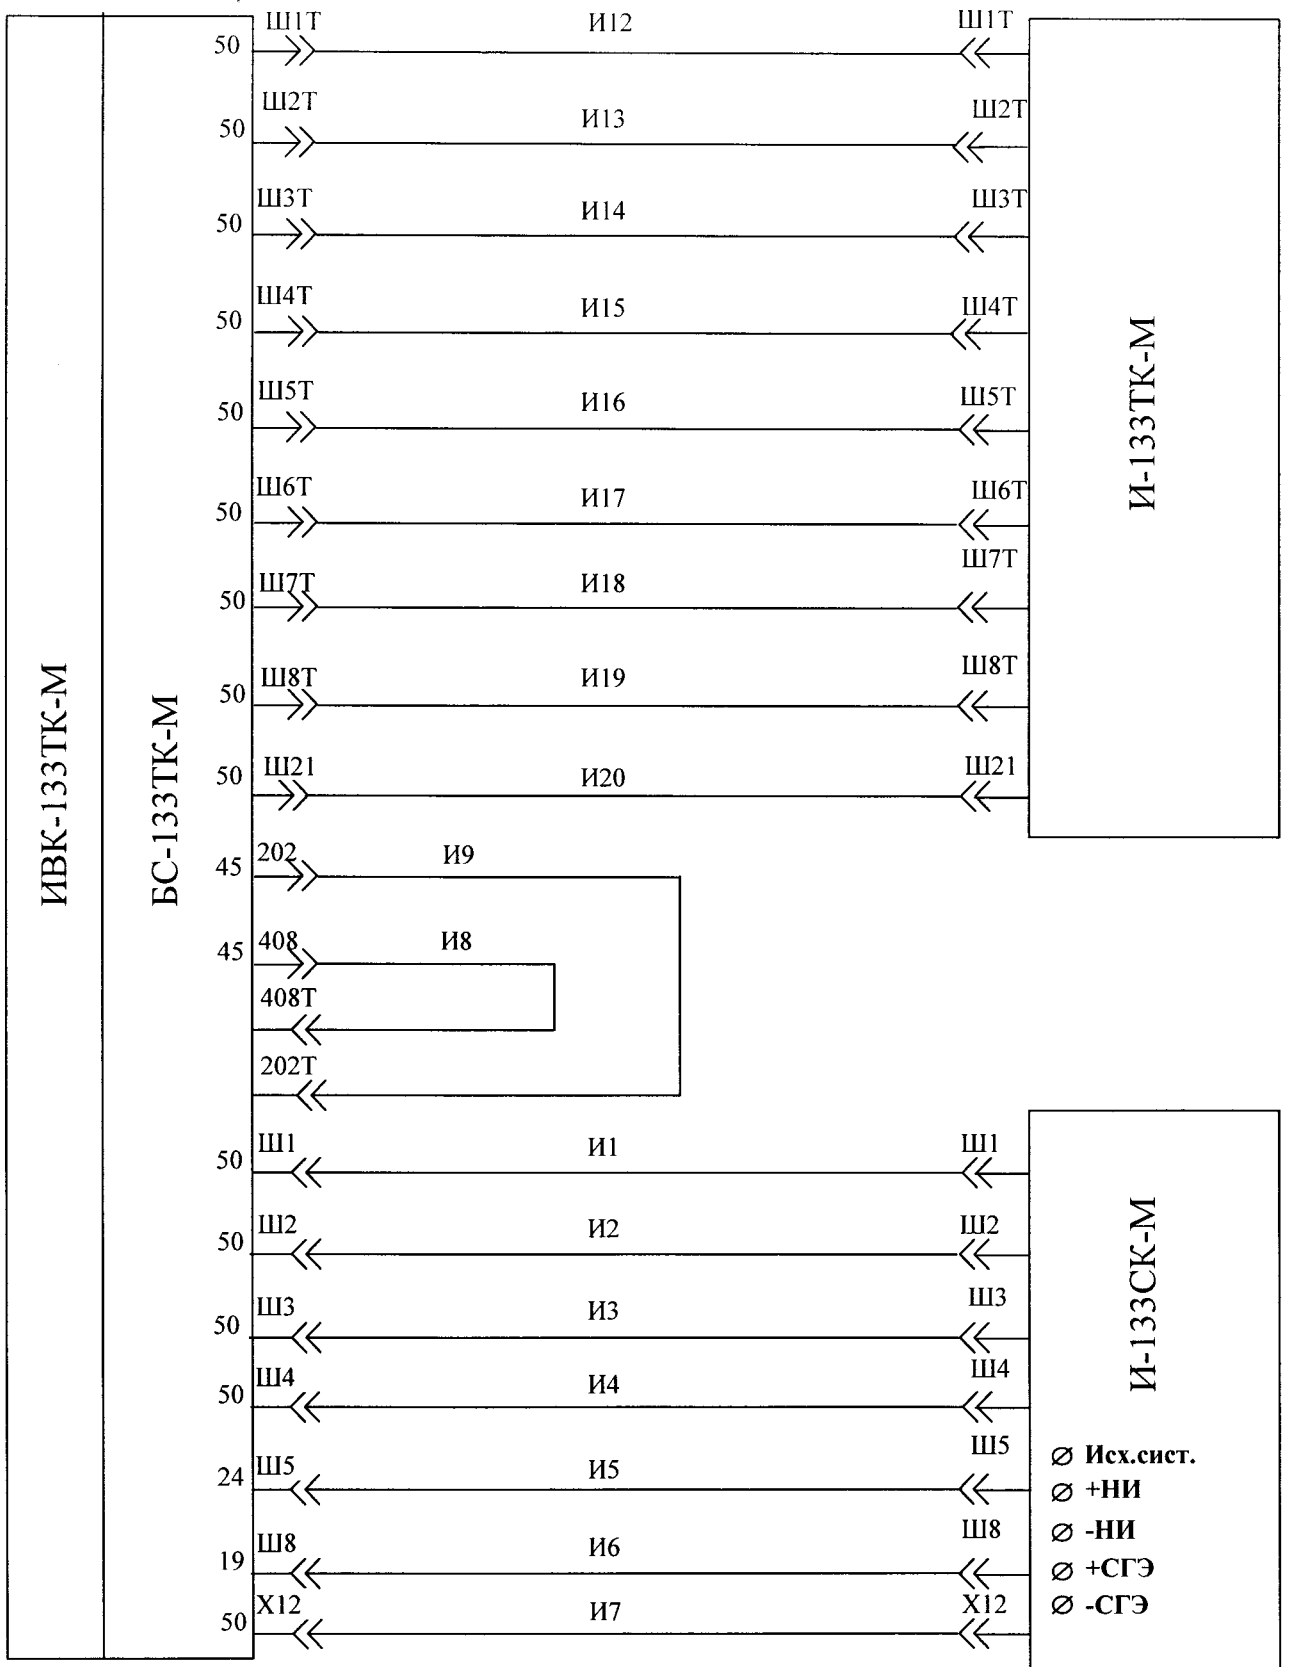 Ш1Т И12 Ш1Т
50
Ш2Т И13 Ш2Т
50
Ш3Т И14 Ш3Т
50
Ш4Т И15 Ш4Т
50
Ш5Т И16 Ш5Т
50
Ш6Т И17 Ш6Т
50
Ш7Т И18 Ш7Т
50
Ш8Т И19 Ш8Т
50
Ш21 И20 Ш21
50
202 И9
45
408 И8
45
408Т
202Т
Ш1 И1 Ш1
50
Ш2 И2 Ш2
50
Ш3 И3 Ш3
50
Ш4 И4 Ш4
50
Ш5 И5 Ш5
24
Ш8 И6 Ш8
19
Х12 И7 Х12
50
ИВК-133ТК-М
БС-133ТК-М
И-133ТК-М
И-133СК-М
∅ Исх.сист.
∅ +НИ
∅ -НИ
∅ +СГЭ
∅ -СГЭ